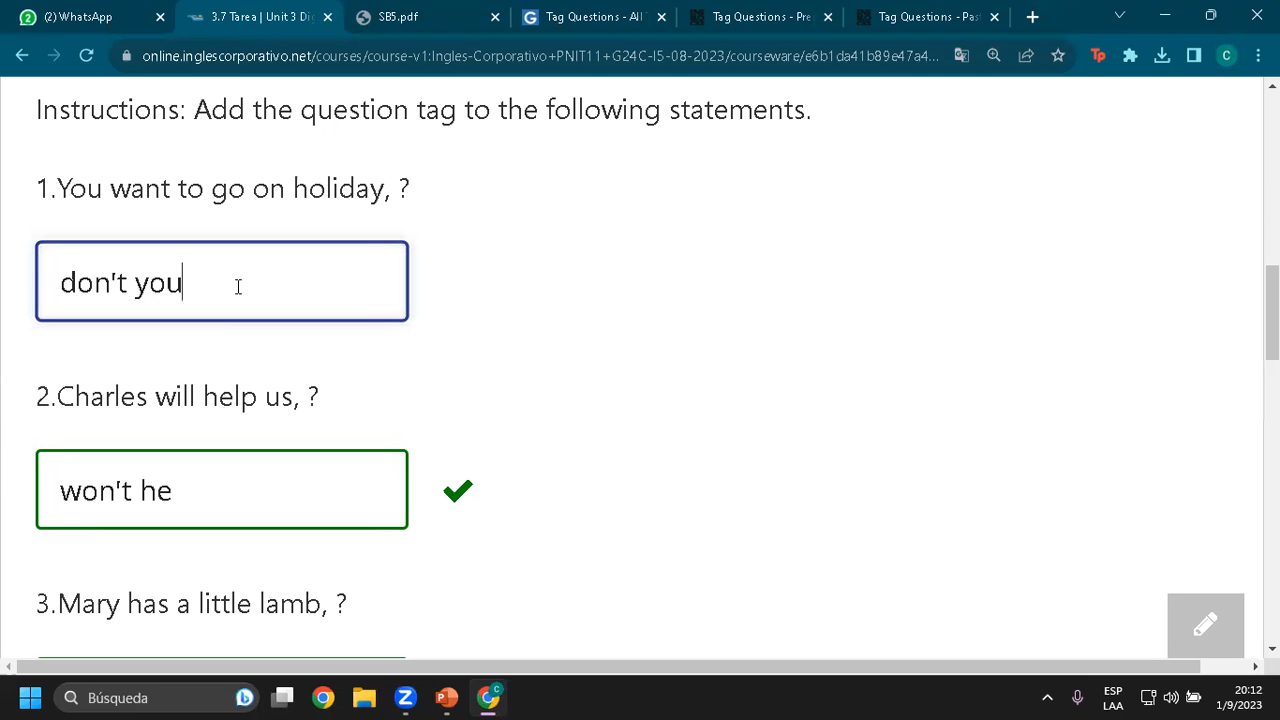 (2) WhatsApp
3.7 Tarea | Unit 3 Di
SB5.pdf
Tag Questions - All
Tag Questions - Pre
Tag Questions - Pas
online.inglescorporativo.net/courses/course-v1:Ingles-Corporativo+PNIT11+G24C-I5-08-2023/courseware/e6b1da41b89e47a4...
Instructions: Add the question tag to the following statements.
1.You want to go on holiday, ?
don't you
2.Charles will help us, ?
won't he
3.Mary has a little lamb, ?
Búsqueda
ESP
LAA
20:12
1/9/2023